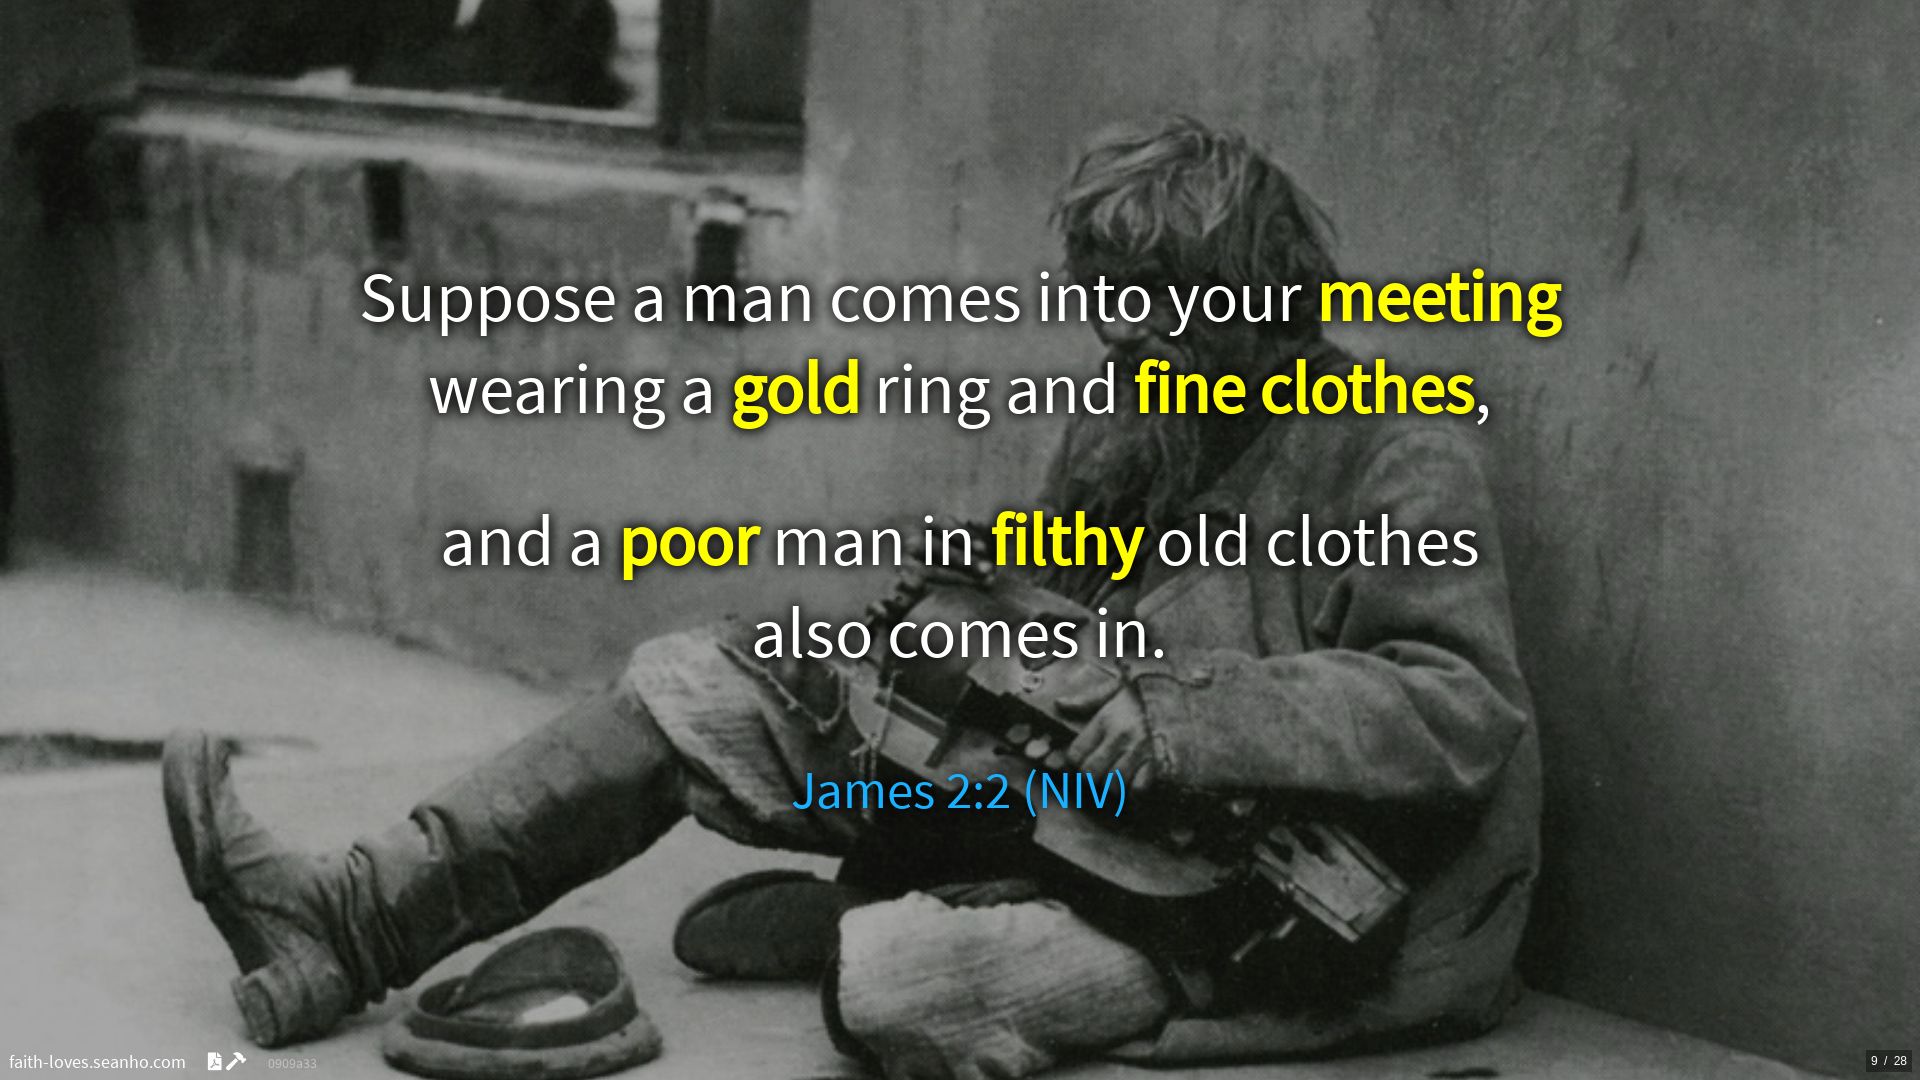 Suppose a man comes into your meeting
wearing a gold ring and fine clothes,
and a poor man in filthy old clothes
also comes in.
James 2:2 (NIV)
faith-loves.seanho.com 0909a33
9 / 28